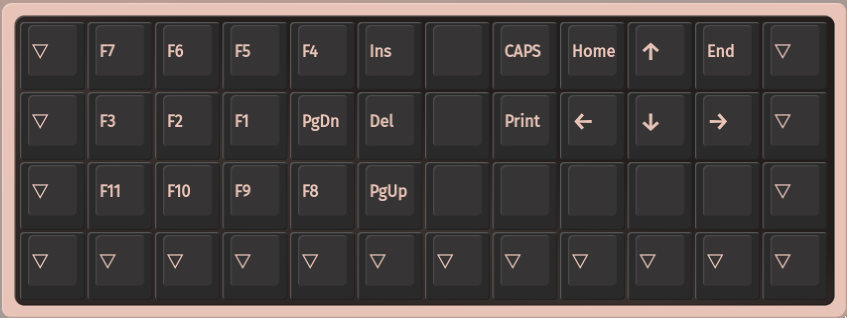 ▽ F7 F6 F5 F4 Ins CAPS Home ↑ End ▽
▽ F3 F2 F1 PgDn Del Print ← ↓ → ▽
▽ F11 F10 F9 F8 PgUp ▽
▽ ▽ ▽ ▽ ▽ ▽ ▽ ▽ ▽ ▽ ▽ ▽